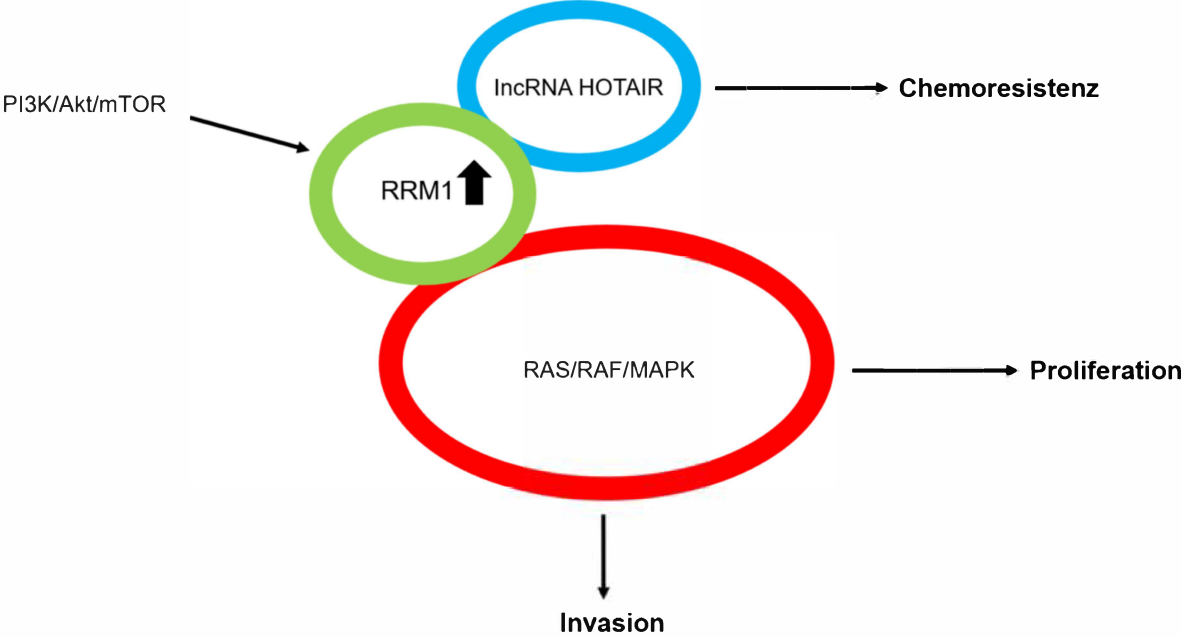 lncRNA HOTAIR
Chemoresistenz
PI3K/Akt/mTOR
RRM1
RAS/RAF/MAPK
Proliferation
Invasion